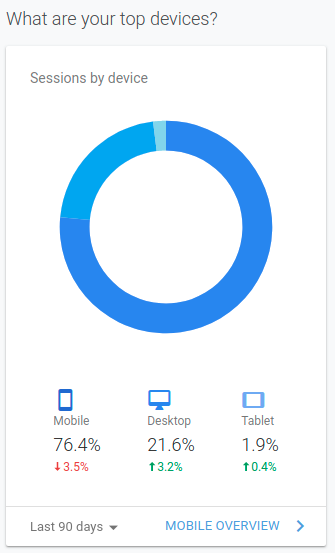 What are your top devices?
Sessions by device
Mobile Desktop Tablet
76.4% 21.6% 1.9%
↓3.5% ↑3.2% ↑0.4%
Last 90 days MOBILE OVERVIEW